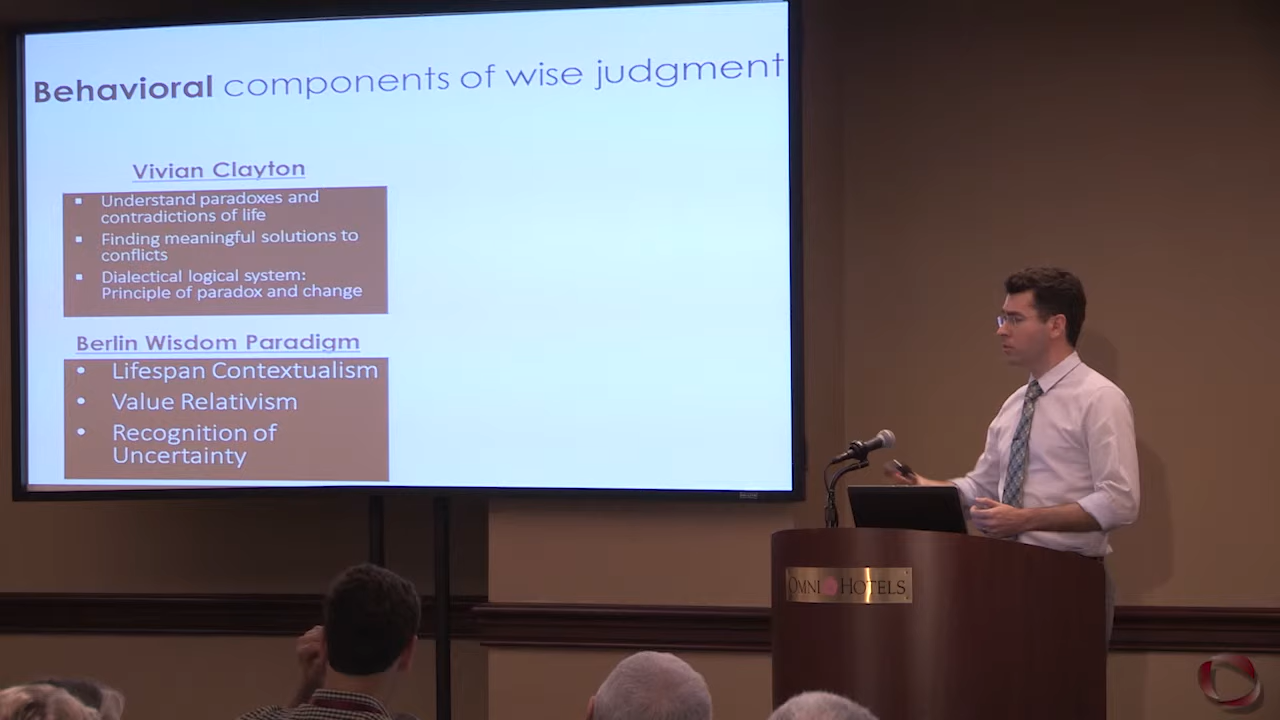 Behavioral components of wise judgment
Vivian Clayton
▪ Understand paradoxes and
contradictions of life
▪ Finding meaningful solutions to
conflicts
▪ Dialectical logical system:
Principle of paradox and change
Berlin Wisdom Paradigm
• Lifespan Contextualism
• Value Relativism
• Recognition of
Uncertainty
OMNI HOTELS